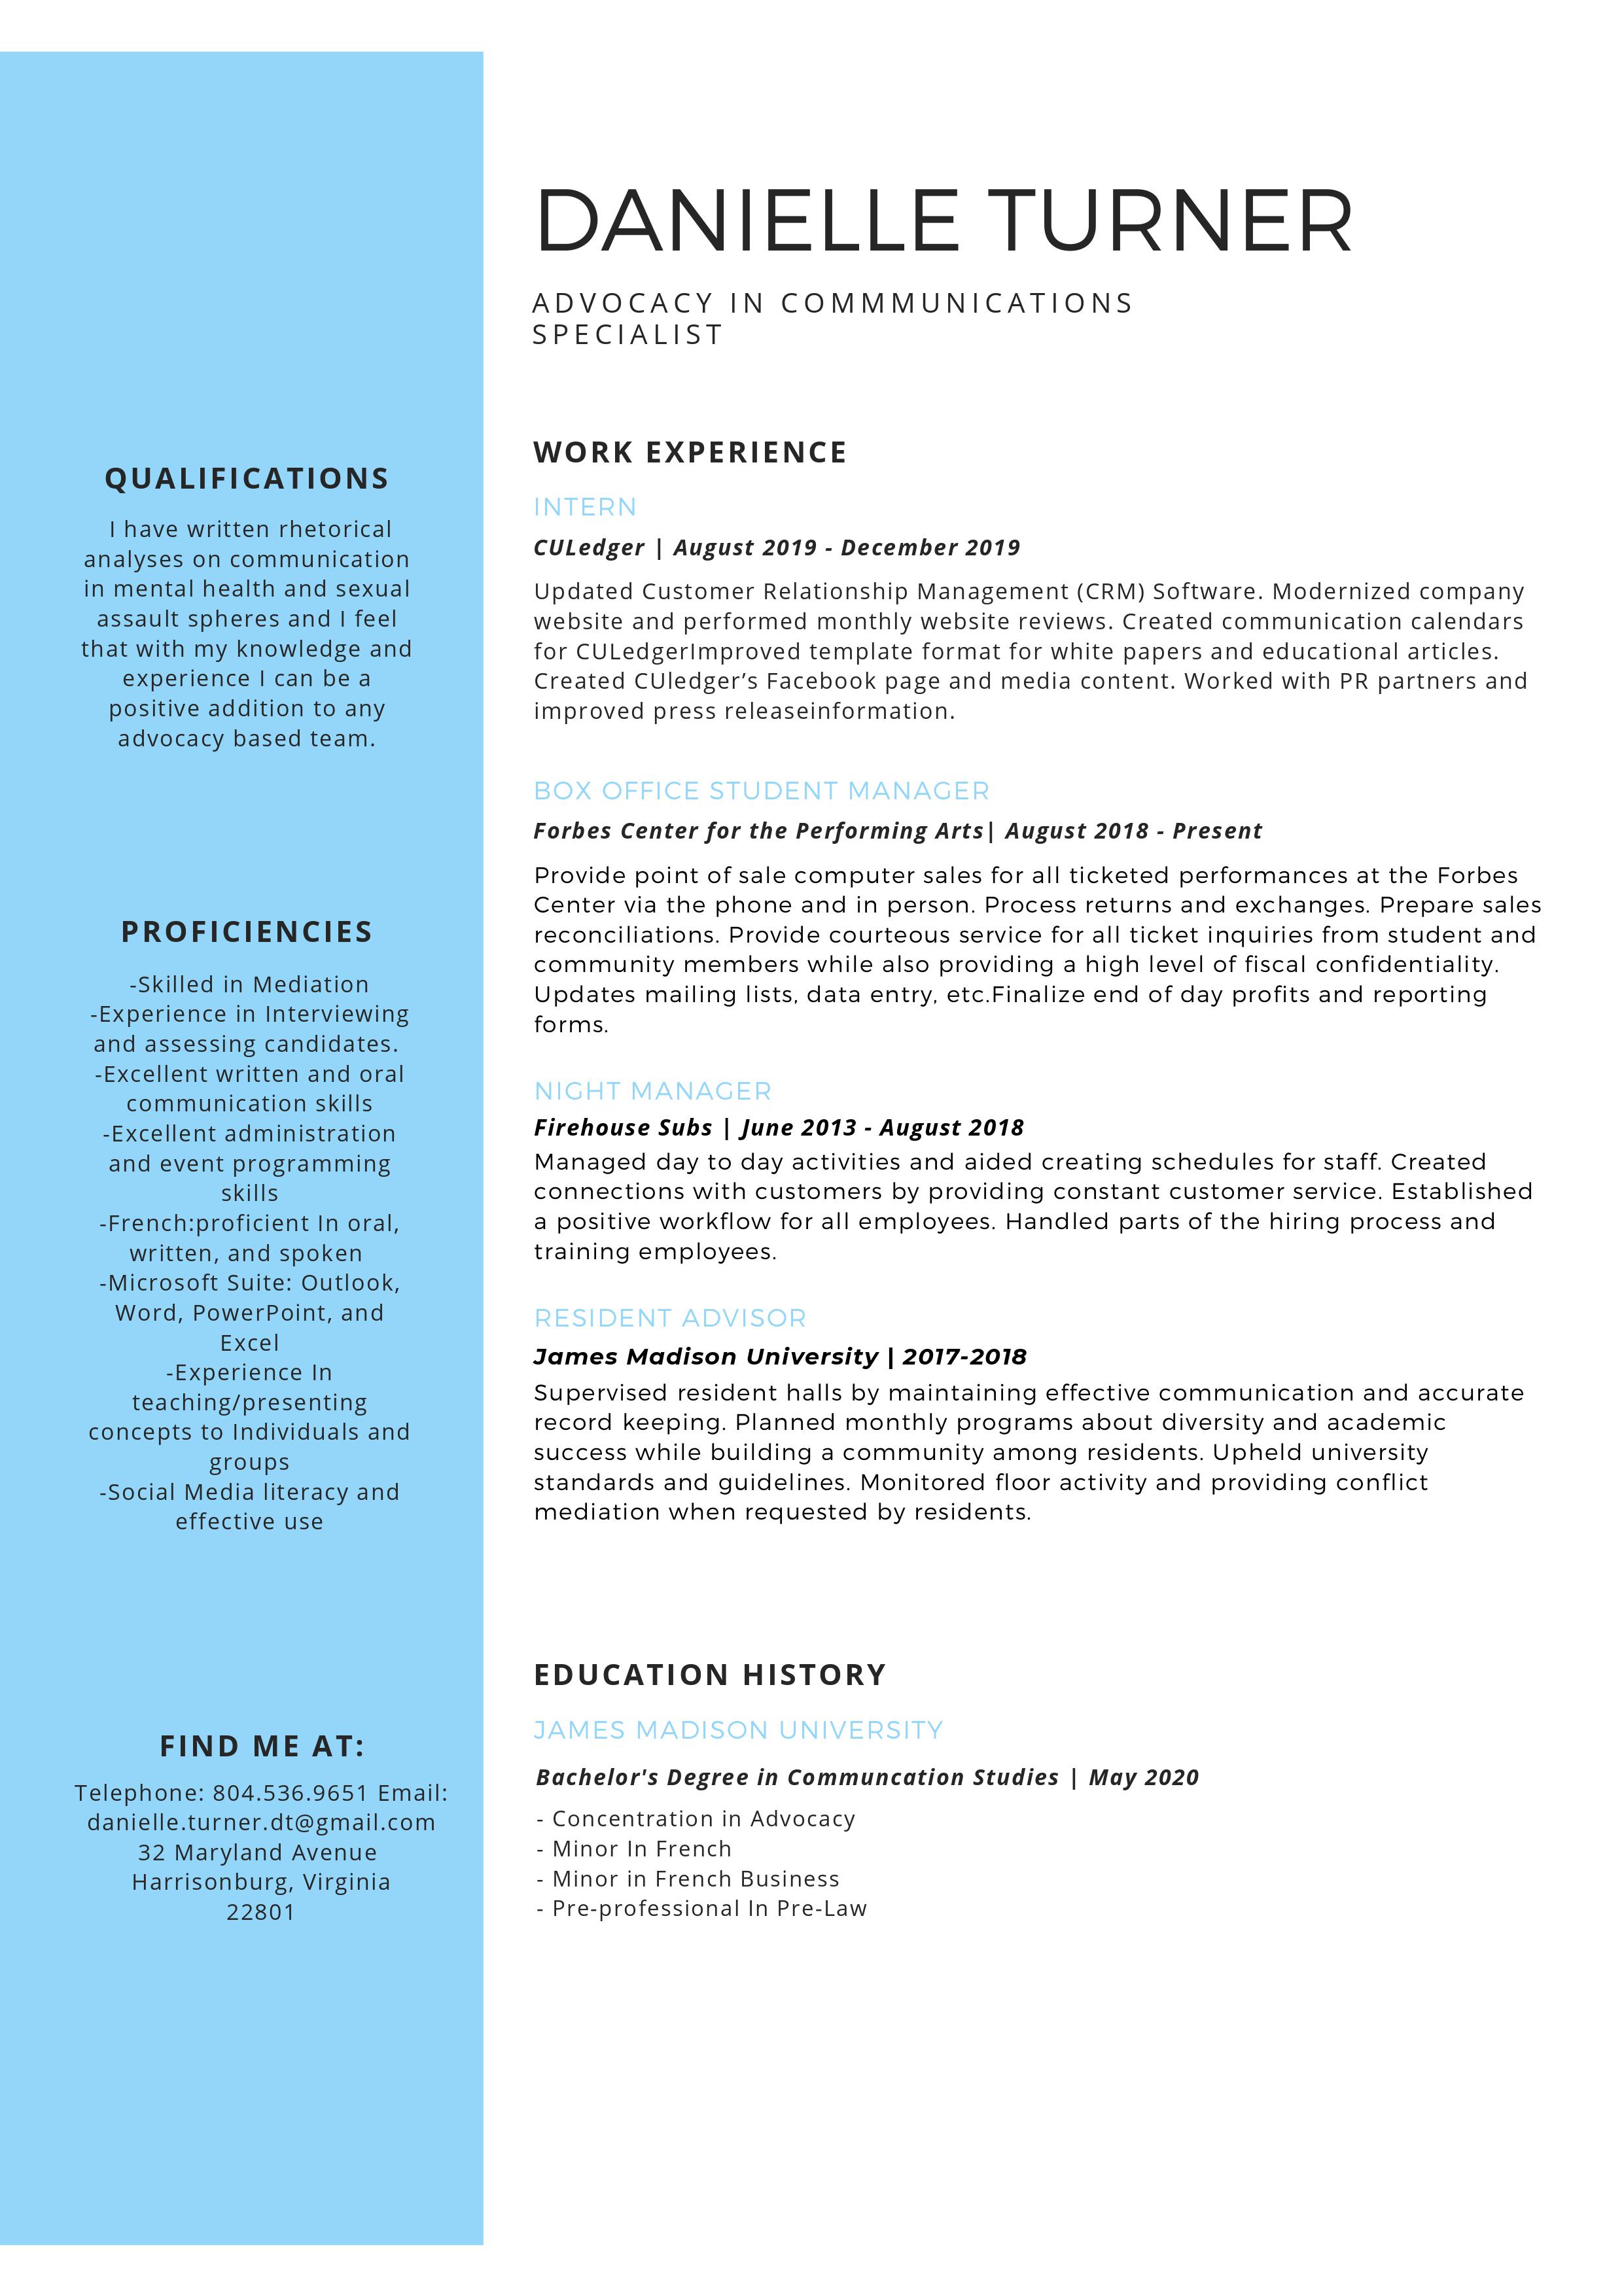 DANIELLE TURNER
ADVOCACY IN COMMMUNICATIONS
SPECIALIST
QUALIFICATIONS
I have written rhetorical
analyses on communication
in mental health and sexual
assault spheres and I feel
that with my knowledge and
experience I can be a
positive addition to any
advocacy based team.
PROFICIENCIES
-Skilled in Mediation
-Experience in Interviewing
and assessing candidates.
-Excellent written and oral
communication skills
-Excellent administration
and event programming
skills
-French:proficient In oral,
written, and spoken
-Microsoft Suite: Outlook,
Word, PowerPoint, and
Excel
-Experience In
teaching/presenting
concepts to Individuals and
groups
-Social Media literacy and
effective use
FIND ME AT:
Telephone: 804.536.9651 Email:
danielle.turner.dt@gmail.com
32 Maryland Avenue
Harrisonburg, Virginia
22801
WORK EXPERIENCE
INTERN
CULedger | August 2019 - December 2019
Updated Customer Relationship Management (CRM) Software. Modernized company
website and performed monthly website reviews. Created communication calendars
for CULedgerImproved template format for white papers and educational articles.
Created CUledger’s Facebook page and media content. Worked with PR partners and
improved press releaseinformation.
BOX OFFICE STUDENT MANAGER
Forbes Center for the Performing Arts| August 2018 - Present
Provide point of sale computer sales for all ticketed performances at the Forbes
Center via the phone and in person. Process returns and exchanges. Prepare sales
reconciliations. Provide courteous service for all ticket inquiries from student and
community members while also providing a high level of fiscal confidentiality.
Updates mailing lists, data entry, etc.Finalize end of day profits and reporting
forms.
NIGHT MANAGER
Firehouse Subs | June 2013 - August 2018
Managed day to day activities and aided creating schedules for staff. Created
connections with customers by providing constant customer service. Established
a positive workflow for all employees. Handled parts of the hiring process and
training employees.
RESIDENT ADVISOR
James Madison University | 2017-2018
Supervised resident halls by maintaining effective communication and accurate
record keeping. Planned monthly programs about diversity and academic
success while building a community among residents. Upheld university
standards and guidelines. Monitored floor activity and providing conflict
mediation when requested by residents.
EDUCATION HISTORY
JAMES MADISON UNIVERSITY
Bachelor's Degree in Communcation Studies | May 2020
- Concentration in Advocacy
- Minor In French
- Minor in French Business
- Pre-professional In Pre-Law